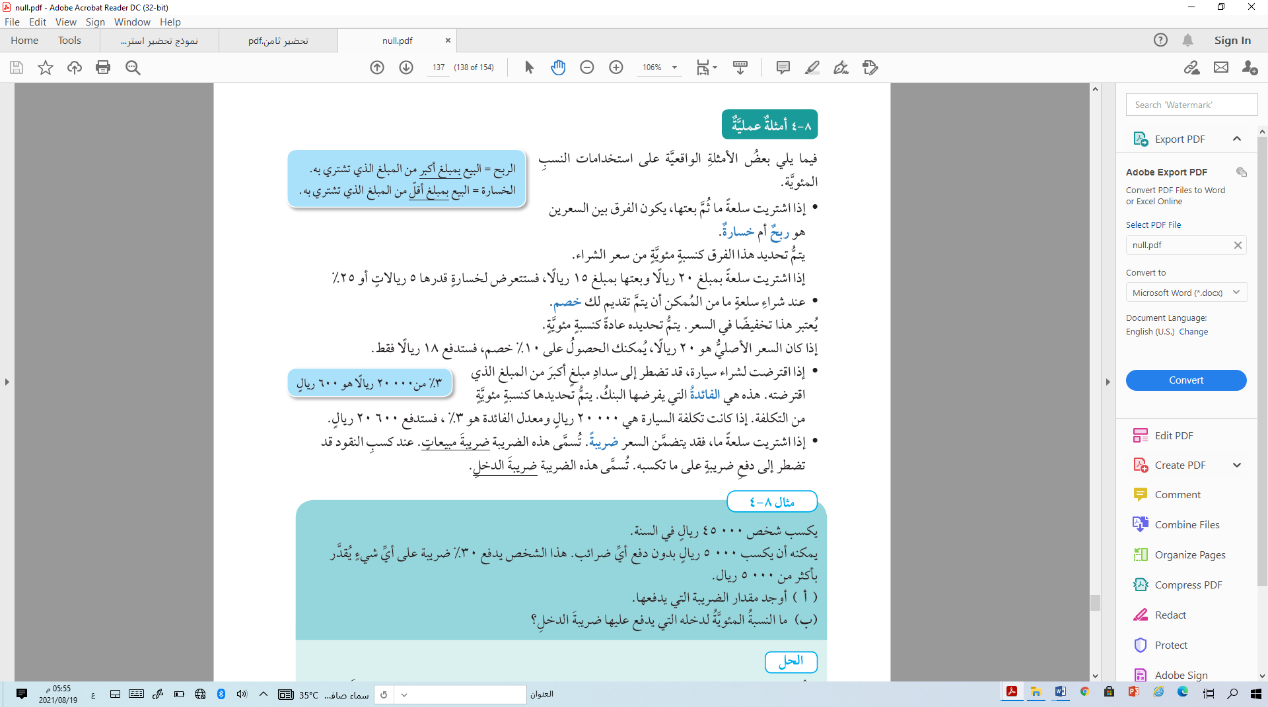 null.pdf - Adobe Acrobat Reader DC (32-bit)
File Edit View Sign Window Help
Home Tools
نموذج تحضير استر...
تحضير ثامن.pdf
null.pdf
Sign In
137 (138 of 154)
106%
٨-٤ أمثلةٌ عمليَّةٌ
فيما يلي بعضُ الأمثلةِ الواقعيَّة على استخدامات النسبِ
المئويَّة.
الربح = البيع بمبلغ أكبر من المبلغ الذي تشتري به.
الخسارة = البيع بمبلغ أقلّ من المبلغ الذي تشتري به.
• إذا اشتريت سلعةً ما ثُمَّ بعتها، يكون الفرق بين السعرين
هو ربحٌ أم خسارةٌ.
يتمُّ تحديد هذا الفرق كنسبةٍ مئويَّةٍ من سعر الشراء.
إذا اشتريت سلعةً بمبلغ ٢٠ ريالًا وبعتها بمبلغ ١٥ ريالًا، فستتعرض لخسارةٍ قدرها ٥ ريالاتٍ أو ٢٥٪
• عند شراءِ سلعةٍ ما من المُمكن أن يتمَّ تقديم لك خصم.
يُعتبر هذا تخفيضًا في السعر. يتمُّ تحديده عادةً كنسبةٍ مئويَّةٍ.
إذا كان السعر الأصليُّ هو ٢٠ ريالًا، يُمكنك الحصولُ على ١٠٪ خصم، فستدفع ١٨ ريالًا فقط.
• إذا اقترضت لشراء سيارة، قد تضطر إلى سدادِ مبلغٍ أكبرَ من المبلغ الذي
اقترضته. هذه هي الفائدةُ التي يفرضها البنكُ. يتمُّ تحديدها كنسبةٍ مئويَّةٍ
من التكلفة. إذا كانت تكلفة السيارة هي ٢٠ ٠٠٠ ريالٍ ومعدل الفائدة هو ٣٪ ، فستدفع ٢٠ ٦٠٠ ريالٍ.
٣٪ من ٢٠ ٠٠٠ ريالًا هو ٦٠٠ ريالٍ
• إذا اشتريت سلعةً ما، فقد يتضمَّن السعر ضريبةً. تُسمَّى هذه الضريبة ضريبةَ مبيعاتٍ. عند كسبِ النقود قد
تضطر إلى دفعِ ضريبةٍ على ما تكسبه. تُسمَّى هذه الضريبة ضريبةَ الدخلِ.
مثال ٨-٤
يكسب شخص ٤٥ ٠٠٠ ريالٍ في السنة.
يمكنه أن يكسب ٥ ٠٠٠ ريالٍ بدون دفع أيِّ ضرائب. هذا الشخص يدفع ٣٠٪ ضريبة على أيِّ شيءٍ يُقدَّر
بأكثر من ٥ ٠٠٠ ريال.
( أ ) أوجد مقدار الضريبة التي يدفعها.
(ب) ما النسبةُ المئويَّةُ لدخله التي يدفع عليها ضريبةَ الدخلِ؟
الحل
Search 'Watermark'
Export PDF
Adobe Export PDF
Convert PDF Files to Word
or Excel Online
Select PDF File
null.pdf
Convert to
Microsoft Word (*.docx)
Document Language:
English (U.S.) Change
Convert
Edit PDF
Create PDF
Comment
Combine Files
Organize Pages
Compress PDF
Redact
Protect
Adobe Sign
05:55 م
2021/08/19
ع
35°C
سماء صافـ...
العنوان